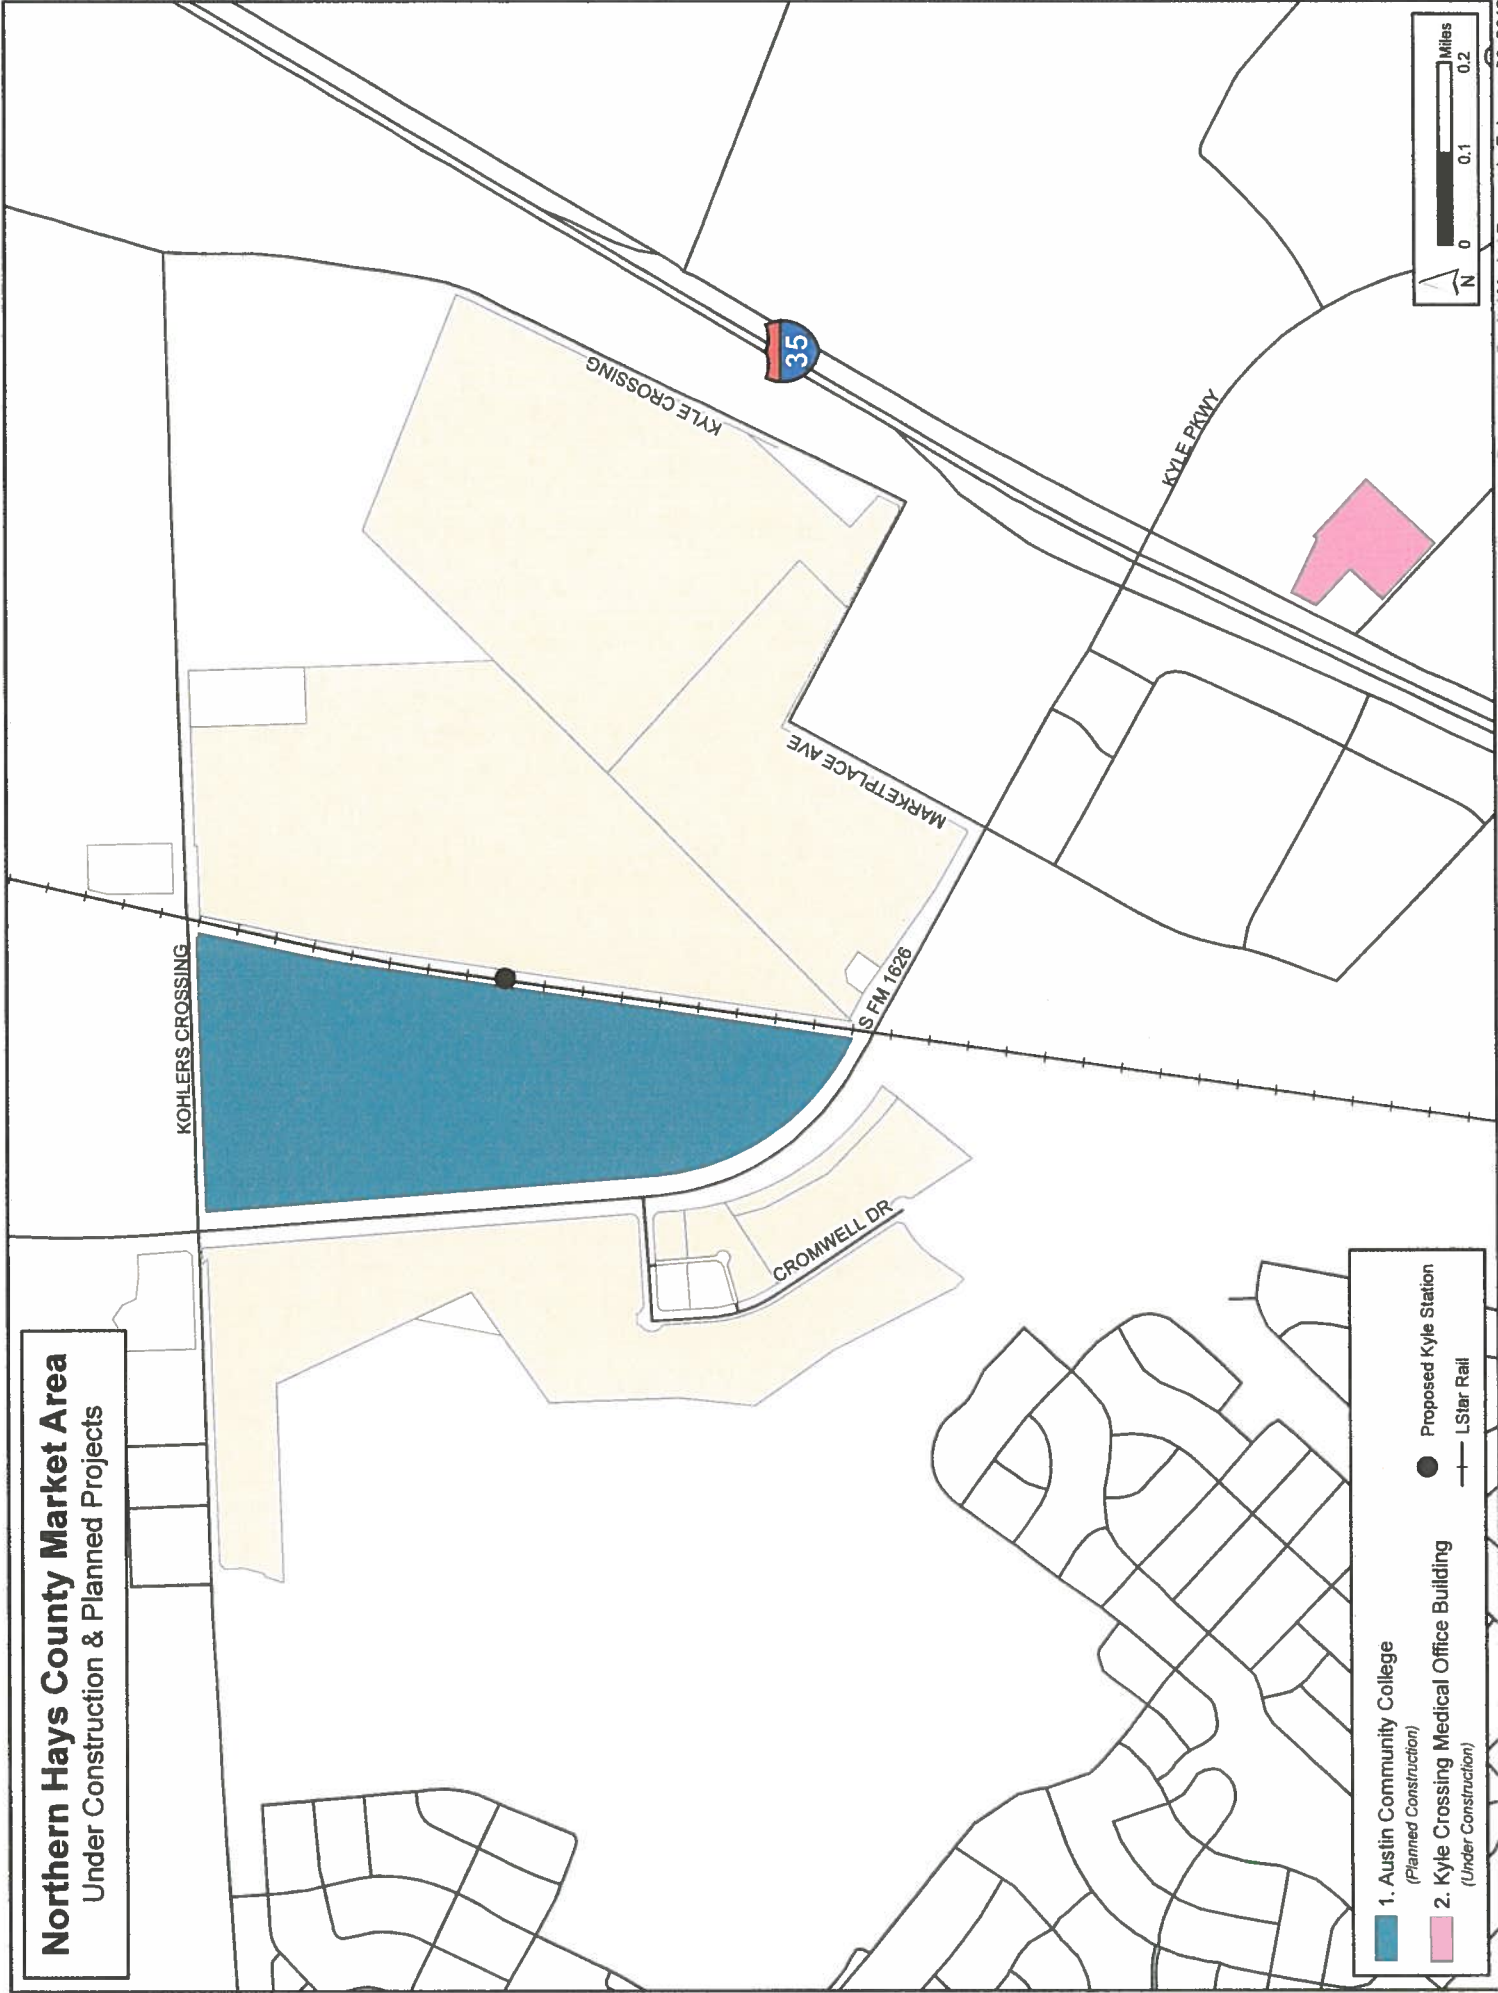 Northern Hays County Market Area
Under Construction & Planned Projects
KOHLERS CROSSING
KYLE CROSSING
35
MARKETPLACE AVE
S FM 1626
CROMWELL DR
KYLE PKWY
1. Austin Community College
(Planned Construction)
2. Kyle Crossing Medical Office Building
(Under Construction)
Proposed Kyle Station
LStar Rail
N
0 0.1 0.2
Miles